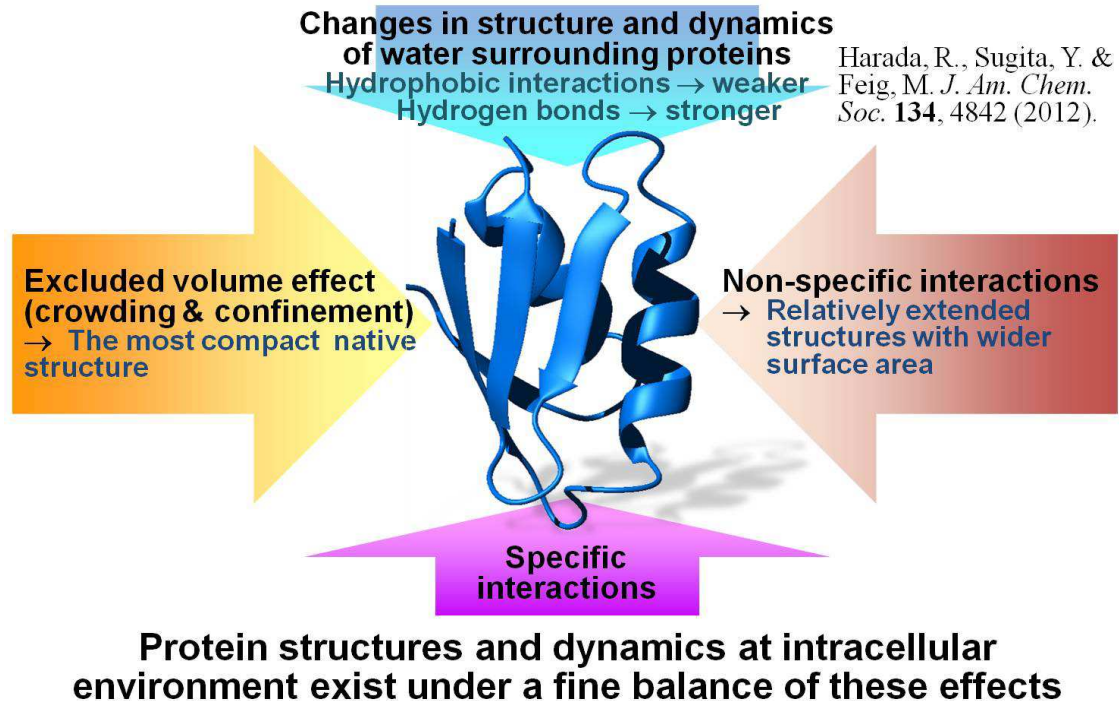 Changes in structure and dynamics
of water surrounding proteins
Hydrophobic interactions → weaker
Hydrogen bonds → stronger
Harada, R., Sugita, Y. &
Feig, M. J. Am. Chem.
Soc. 134, 4842 (2012).
Excluded volume effect
(crowding & confinement)
→ The most compact native
structure
Non-specific interactions
→ Relatively extended
structures with wider
surface area
Specific
interactions
Protein structures and dynamics at intracellular
environment exist under a fine balance of these effects